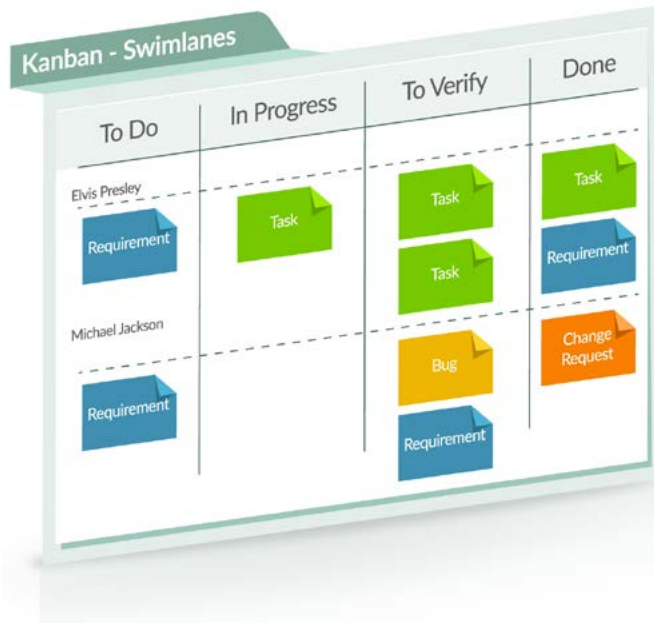 Kanban - Swimlanes
To Do
In Progress
To Verify
Done
Elvis Presley
Requirement
Task
Task
Task
Task
Requirement
Michael Jackson
Requirement
Bug
Requirement
Change
Request